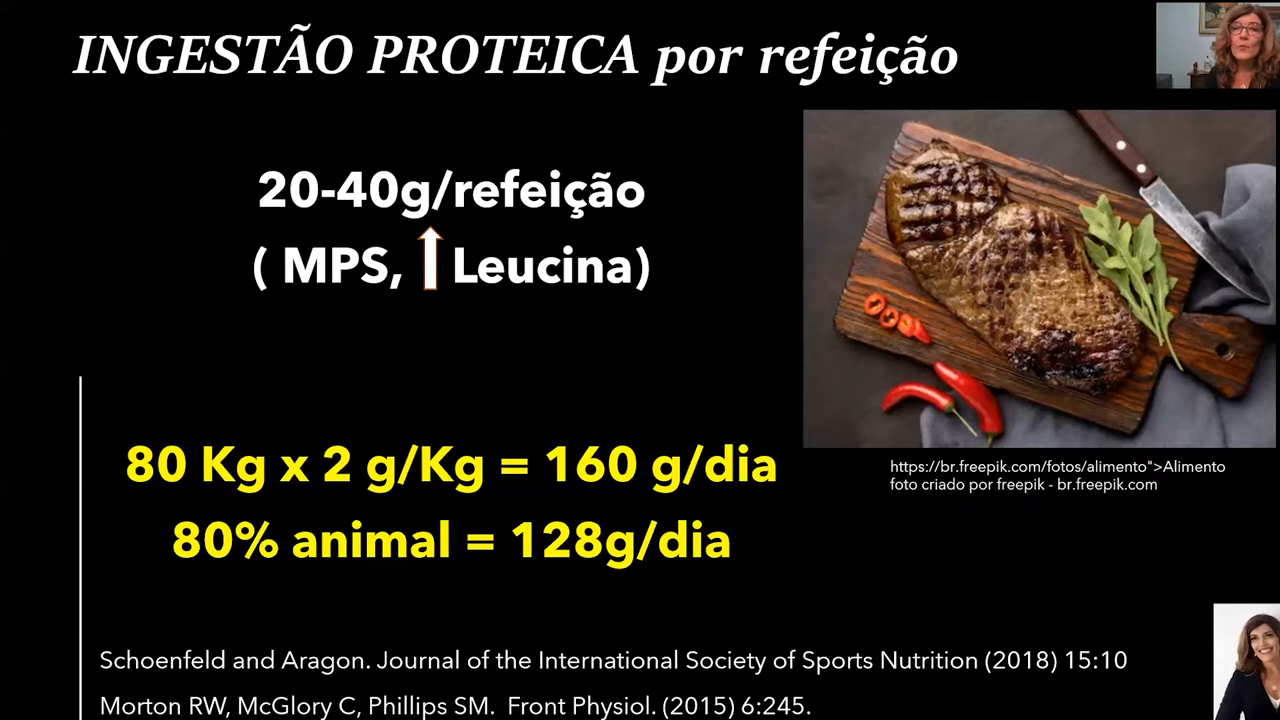 INGESTÃO PROTEICA por refeição
20-40g/refeição
( MPS, Leucina)
80 Kg x 2 g/Kg = 160 g/dia
80% animal = 128g/dia
https://br.freepik.com/fotos/alimento">Alimento
foto criado por freepik - br.freepik.com
Schoenfeld and Aragon. Journal of the International Society of Sports Nutrition (2018) 15:10
Morton RW, McGlory C, Phillips SM. Front Physiol. (2015) 6:245.